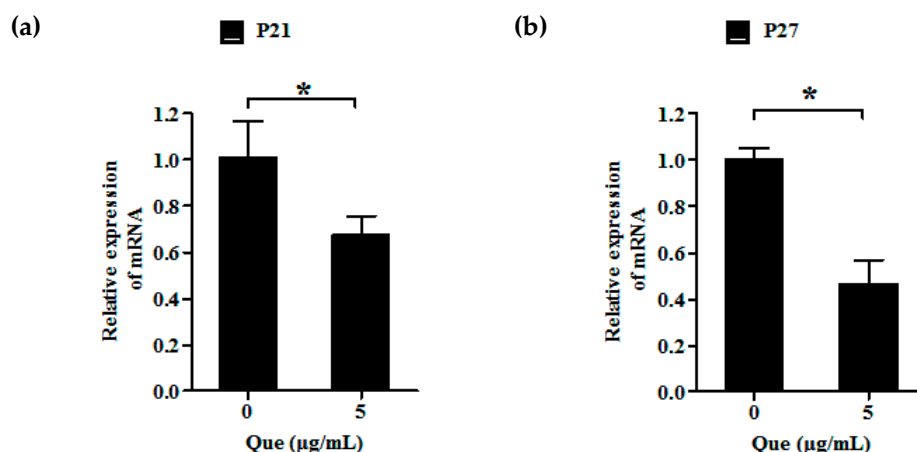 (a)
P21
*
1.2
1.0
0.8
0.6
0.4
0.2
0.0
Relative expression
of mRNA
0 5
Que (µg/mL)
(b)
P27
*
1.2
1.0
0.8
0.6
0.4
0.2
0.0
Relative expression
of mRNA
0 5
Que (µg/mL)